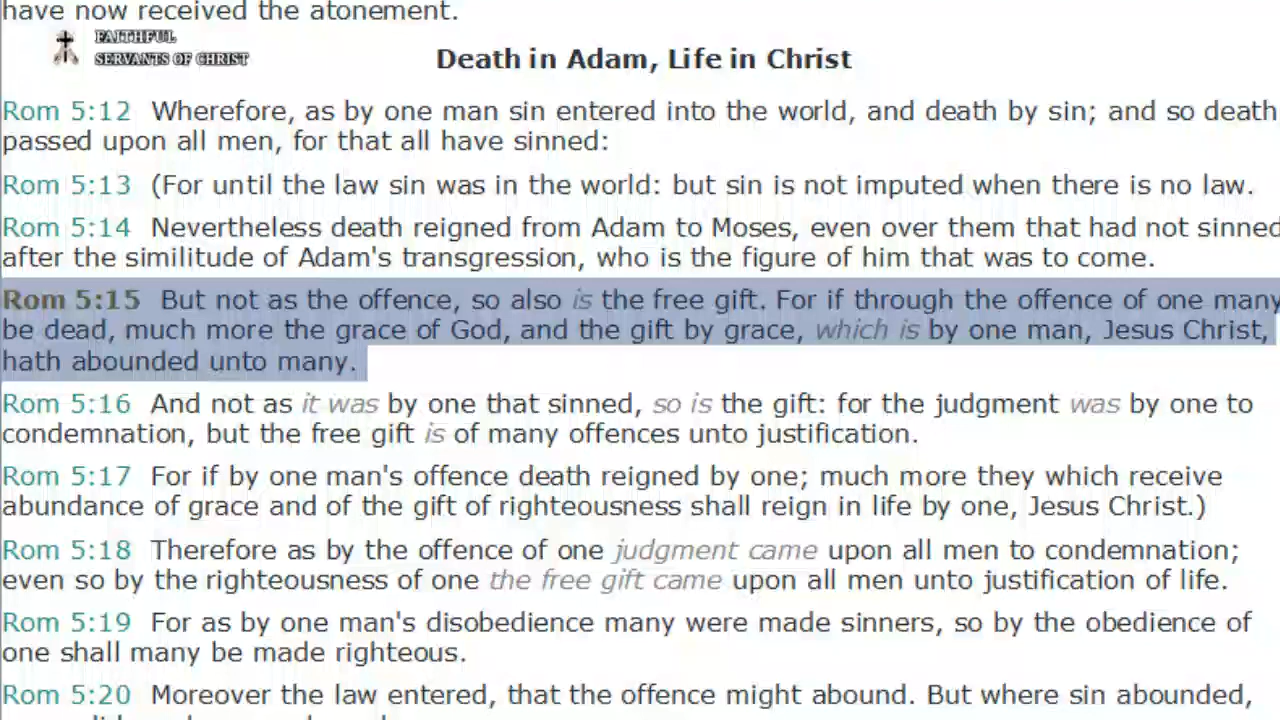 have now received the atonement.
FAITHFUL
SERVANTS OF CHRIST
Death in Adam, Life in Christ
Rom 5:12 Wherefore, as by one man sin entered into the world, and death by sin; and so death
passed upon all men, for that all have sinned:
Rom 5:13 (For until the law sin was in the world: but sin is not imputed when there is no law.
Rom 5:14 Nevertheless death reigned from Adam to Moses, even over them that had not sinned
after the similitude of Adam's transgression, who is the figure of him that was to come.
Rom 5:15 But not as the offence, so also is the free gift. For if through the offence of one many
be dead, much more the grace of God, and the gift by grace, which is by one man, Jesus Christ,
hath abounded unto many.
Rom 5:16 And not as it was by one that sinned, so is the gift: for the judgment was by one to
condemnation, but the free gift is of many offences unto justification.
Rom 5:17 For if by one man's offence death reigned by one; much more they which receive
abundance of grace and of the gift of righteousness shall reign in life by one, Jesus Christ.)
Rom 5:18 Therefore as by the offence of one judgment came upon all men to condemnation;
even so by the righteousness of one the free gift came upon all men unto justification of life.
Rom 5:19 For as by one man's disobedience many were made sinners, so by the obedience of
one shall many be made righteous.
Rom 5:20 Moreover the law entered, that the offence might abound. But where sin abounded,